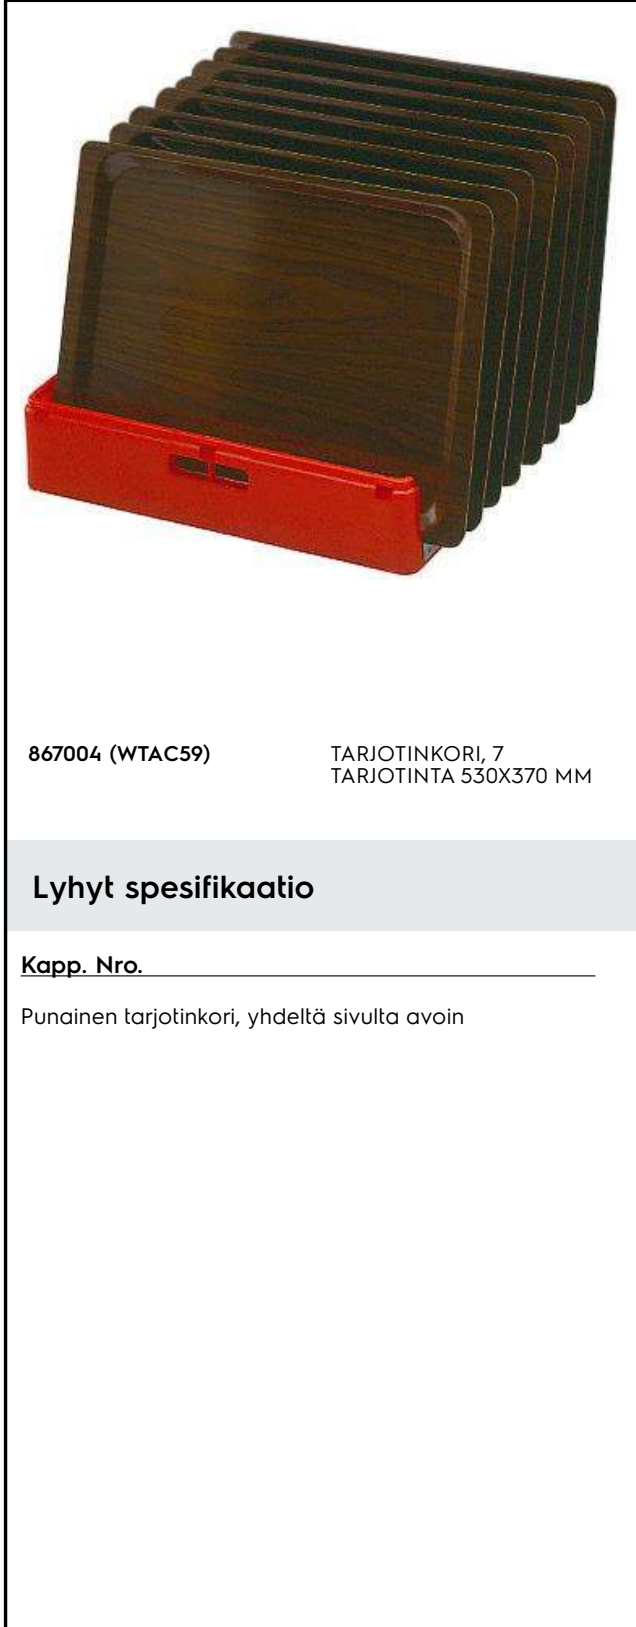 867004 (WTAC59)
TARJOTINKORI, 7
TARJOTINTA 530X370 MM
Lyhyt spesifikaatio
Kapp. Nro.
Punainen tarjotinkori, yhdeltä sivulta avoin